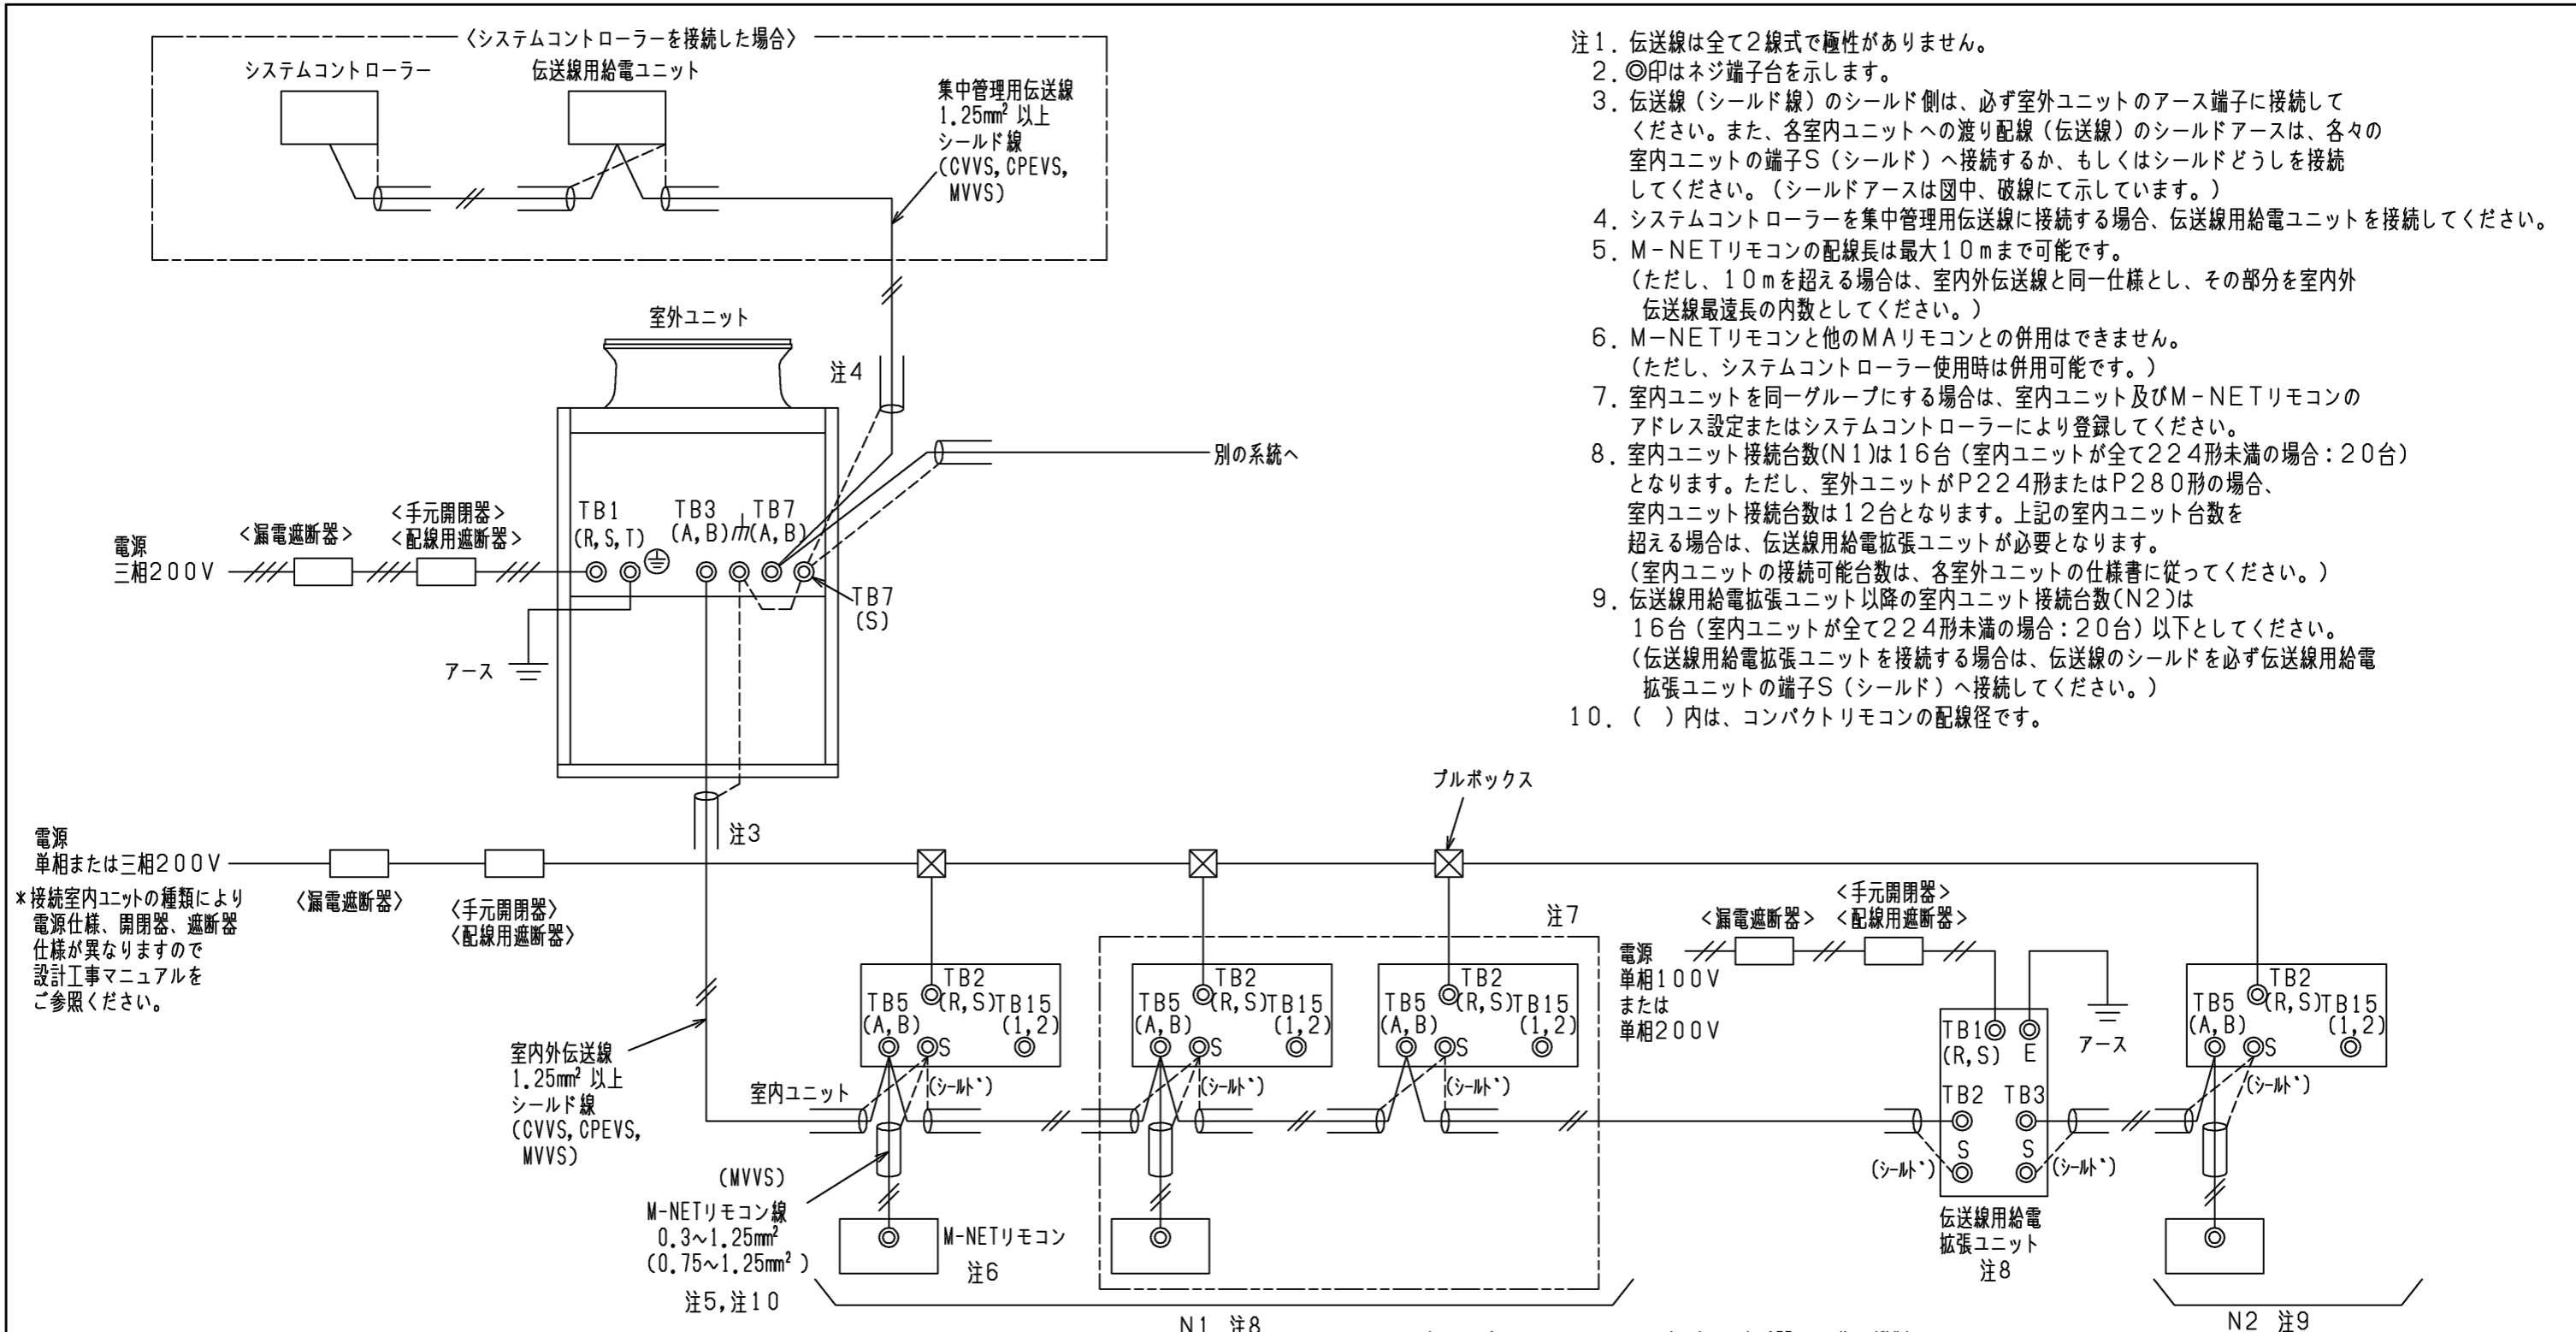 〈システムコントローラーを接続した場合〉
システムコントローラー
伝送線用給電ユニット
集中管理用伝送線
1.25mm² 以上
シールド線
(CVVS,CPEVS,
MVVS)
注1. 伝送線は全て2線式で極性がありません。
2. ◎印はネジ端子台を示します。
3. 伝送線（シールド線）のシールド側は、必ず室外ユニットのアース端子に接続して
ください。また、各室内ユニットへの渡り配線（伝送線）のシールドアースは、各々の
室内ユニットの端子S（シールド）へ接続するか、もしくはシールドどうしを接続
してください。（シールドアースは図中、破線にて示しています。）
4. システムコントローラーを集中管理用伝送線に接続する場合、伝送線用給電ユニットを接続してください。
5. M-NETリモコンの配線長は最大10mまで可能です。
（ただし、10mを超える場合は、室内外伝送線と同一仕様とし、その部分を室内外
伝送線最遠長の内数としてください。）
6. M-NETリモコンと他のMAリモコンとの併用はできません。
（ただし、システムコントローラー使用時は併用可能です。）
7. 室内ユニットを同一グループにする場合は、室内ユニット及びM-NETリモコンの
アドレス設定またはシステムコントローラーにより登録してください。
8. 室内ユニット接続台数(N1)は16台（室内ユニットが全て224形未満の場合：20台）
となります。ただし、室外ユニットがP224形またはP280形の場合、
室内ユニット接続台数は12台となります。上記の室内ユニット台数を
超える場合は、伝送線用給電拡張ユニットが必要となります。
（室内ユニットの接続可能台数は、各室外ユニットの仕様書に従ってください。）
9. 伝送線用給電拡張ユニット以降の室内ユニット接続台数(N2)は
16台（室内ユニットが全て224形未満の場合：20台）以下としてください。
（伝送線用給電拡張ユニットを接続する場合は、伝送線のシールドを必ず伝送線用給電
拡張ユニットの端子S（シールド）へ接続してください。）
10. （ ）内は、コンパクトリモコンの配線径です。
室外ユニット
注4
別の系統へ
電源
三相200V
<漏電遮断器>
<手元開閉器>
<配線用遮断器>
TB1
(R,S,T)
TB3
(A,B)
TB7
(A,B)
TB7
(S)
アース
注3
プルボックス
電源
単相または三相200V
*接続室内ユニットの種類により
電源仕様、開閉器、遮断器
仕様が異なりますので
設計工事マニュアルを
ご参照ください。
〈漏電遮断器〉
〈手元開閉器〉
〈配線用遮断器〉
注7
TB2
(R,S)
TB5
(A,B)
TB15
(1,2)
S
(シールド)
TB2
(R,S)
TB5
(A,B)
TB15
(1,2)
S
(シールド)
TB2
(R,S)
TB5
(A,B)
TB15
(1,2)
S
(シールド)
<漏電遮断器>
<手元開閉器>
<配線用遮断器>
電源
単相100V
または
単相200V
TB1
(R,S)
E
アース
TB2
TB3
S
S
(シールド)
(シールド)
伝送線用給電
拡張ユニット
注8
TB2
(R,S)
TB5
(A,B)
TB15
(1,2)
S
(シールド)
室内外伝送線
1.25mm² 以上
シールド線
(CVVS,CPEVS,
MVVS)
室内ユニット
(MVVS)
M-NETリモコン線
0.3~1.25mm²
(0.75~1.25mm²)
注5,注10
M-NETリモコン
注6
N1 注8
N2 注9